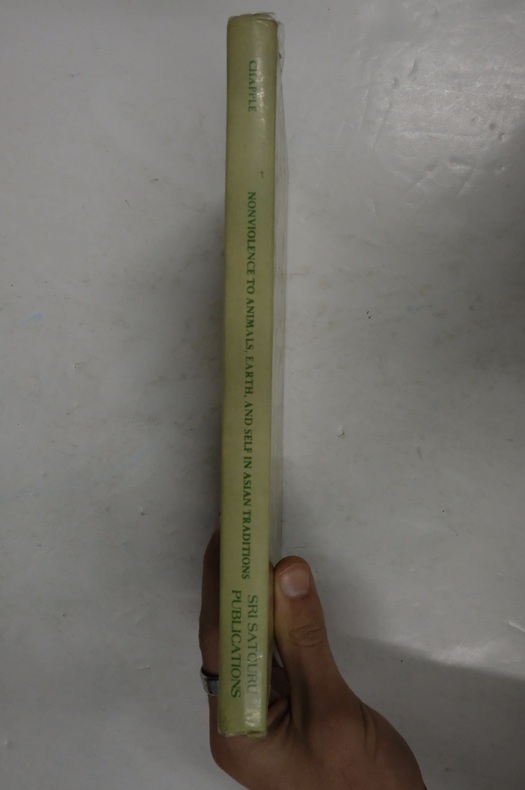 CHAPPLE
NONVIOLENCE TO ANIMALS, EARTH, AND SELF IN ASIAN TRADITIONS
SRI SATGURU
PUBLICATIONS